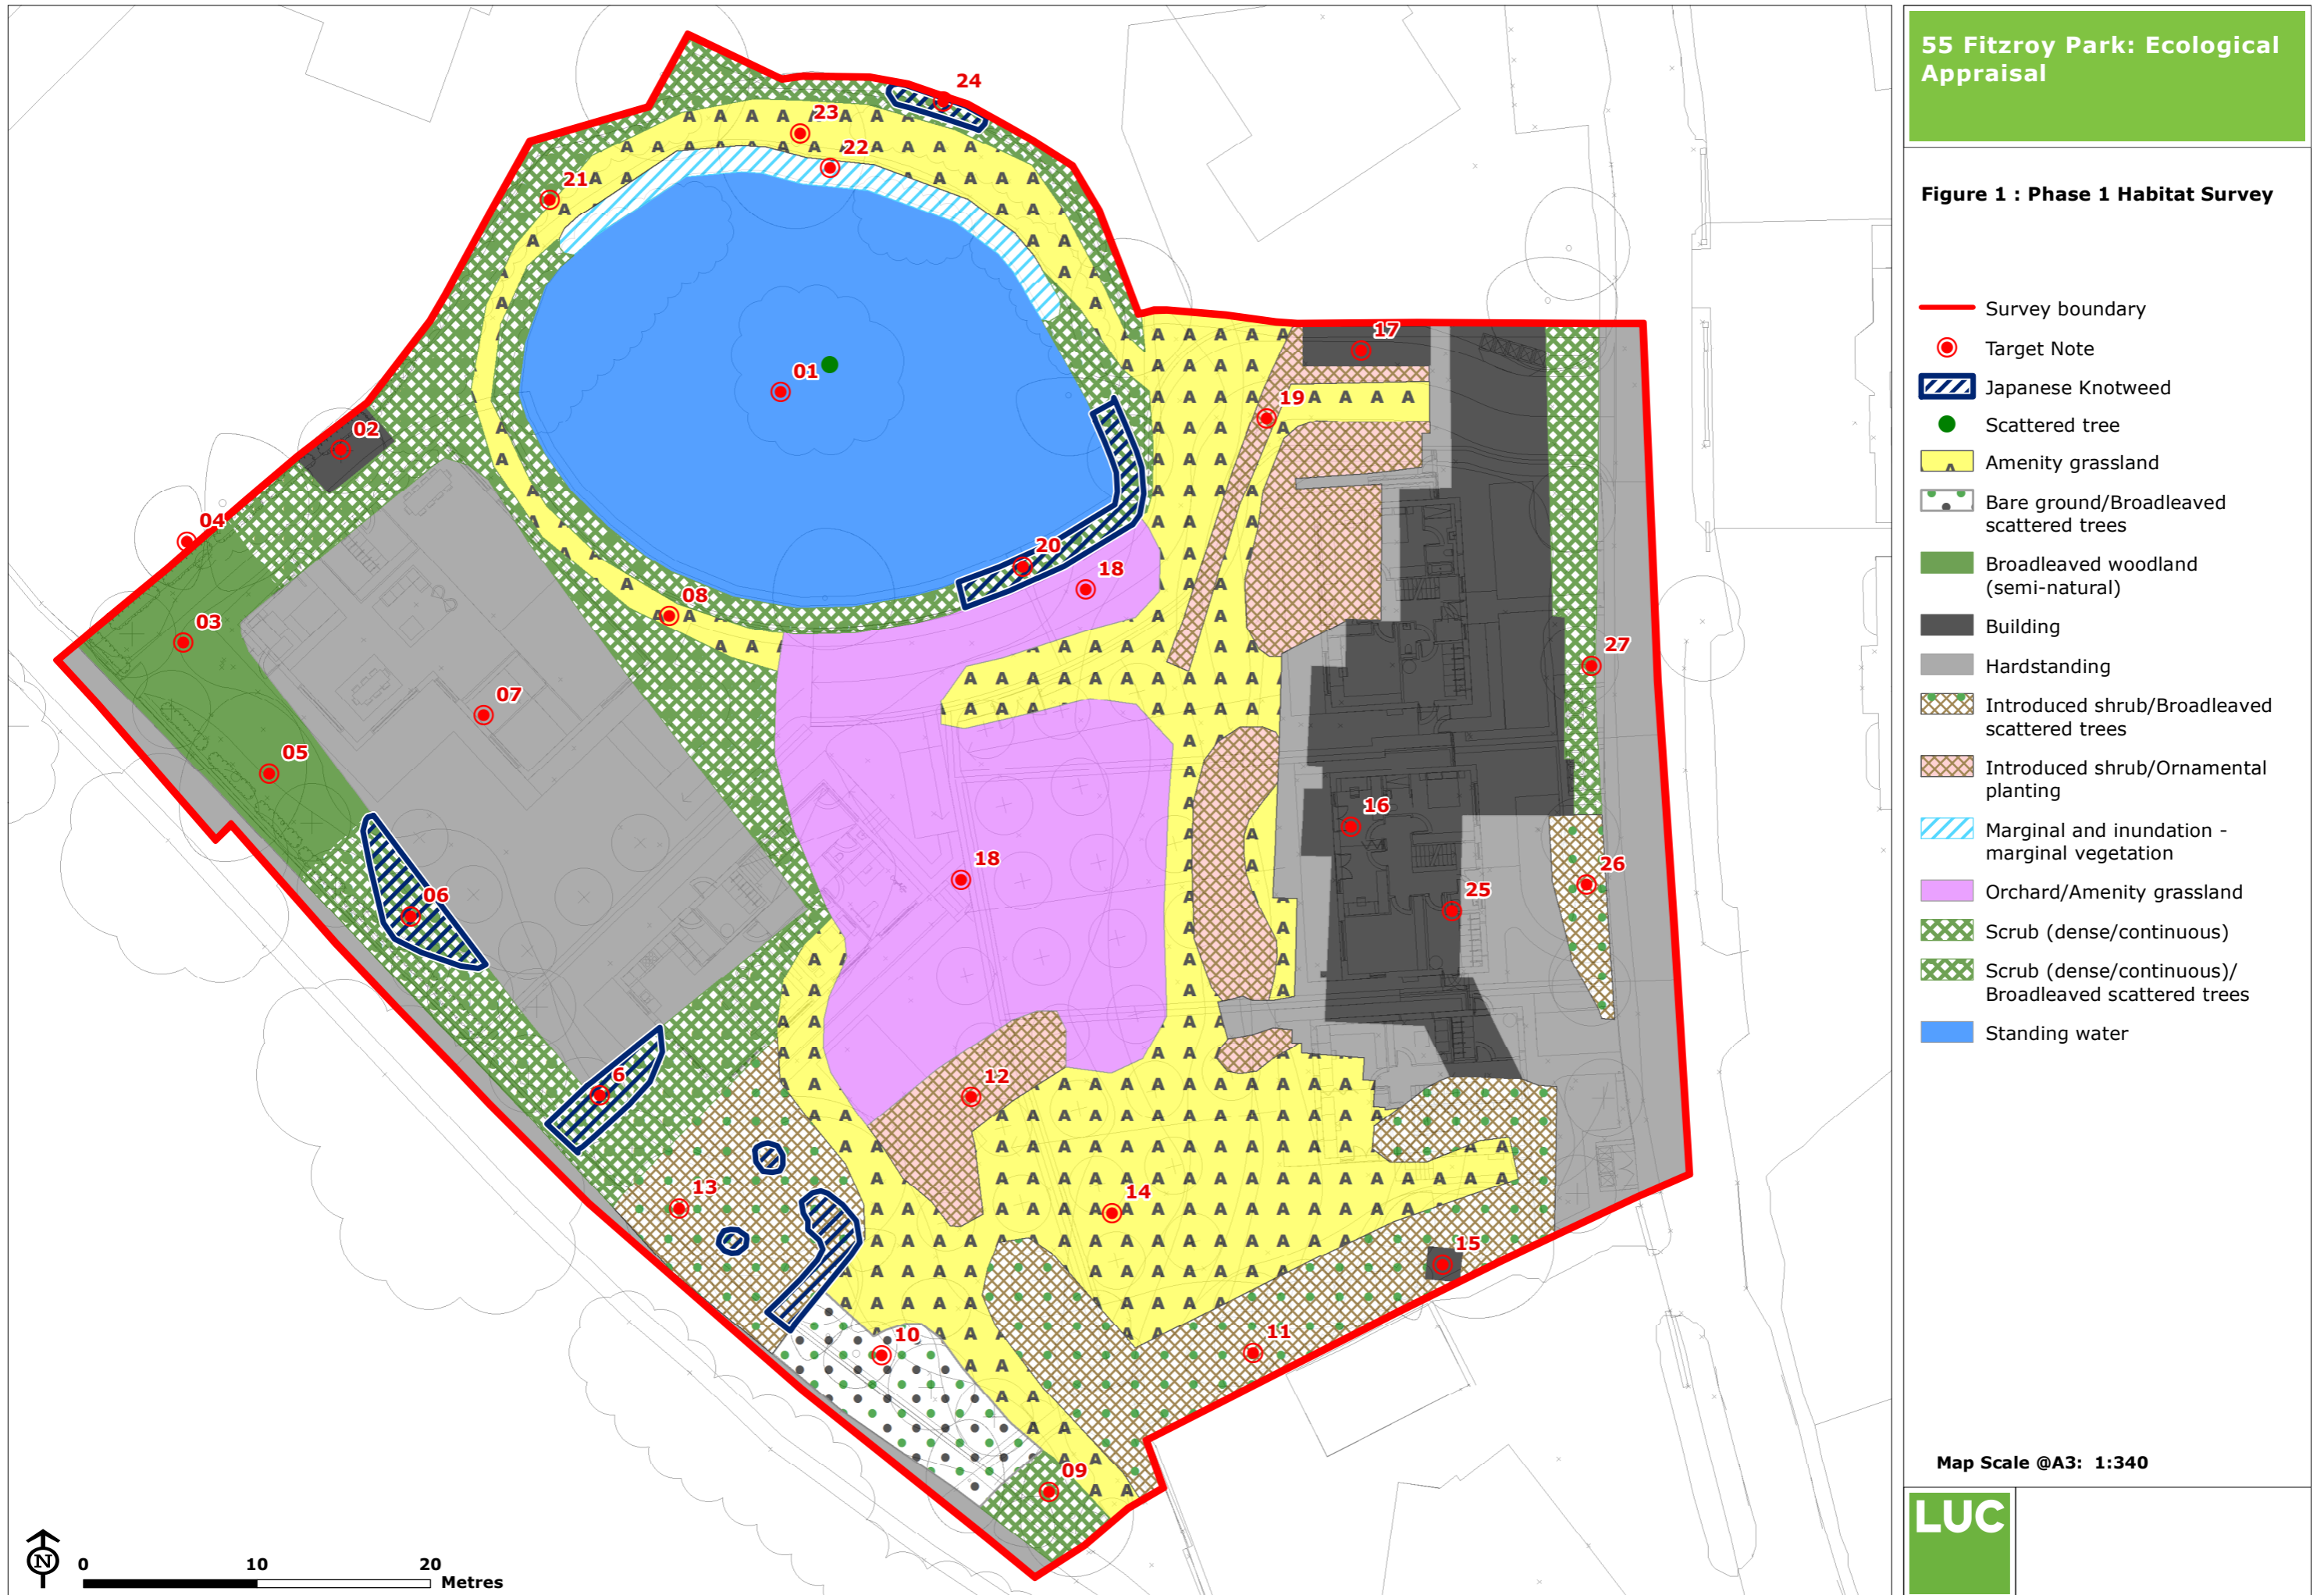 55 Fitzroy Park: Ecological
Appraisal
Figure 1 : Phase 1 Habitat Survey
Survey boundary
Target Note
Japanese Knotweed
Scattered tree
A
Amenity grassland
Bare ground/Broadleaved
scattered trees
Broadleaved woodland
(semi-natural)
Building
Hardstanding
Introduced shrub/Broadleaved
scattered trees
Introduced shrub/Ornamental
planting
Marginal and inundation -
marginal vegetation
Orchard/Amenity grassland
Scrub (dense/continuous)
Scrub (dense/continuous)/
Broadleaved scattered trees
Standing water
Map Scale @A3: 1:340
LUC
24
23
22
21
17
01
19
02
04
20
18
08
03
27
07
05
16
18
26
25
06
6
12
13
14
15
11
10
09
N
0 10 20
Metres